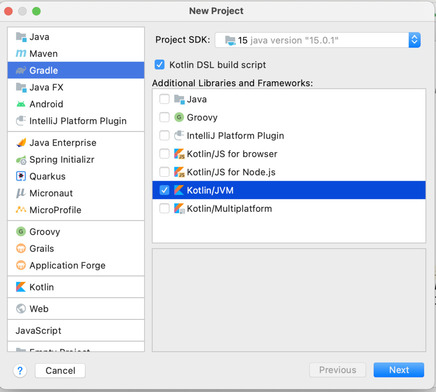 New Project
Java
Maven
Gradle
Java FX
Android
IntelliJ Platform Plugin
Java Enterprise
Spring Initializr
Quarkus
Micronaut
MicroProfile
Groovy
Grails
Application Forge
Kotlin
Web
JavaScript
Empty Project
Project SDK: 15 java version "15.0.1"
Kotlin DSL build script
Additional Libraries and Frameworks:
Java
Groovy
IntelliJ Platform Plugin
Kotlin/JS for browser
Kotlin/JS for Node.js
Kotlin/JVM
Kotlin/Multiplatform
? Cancel Previous Next